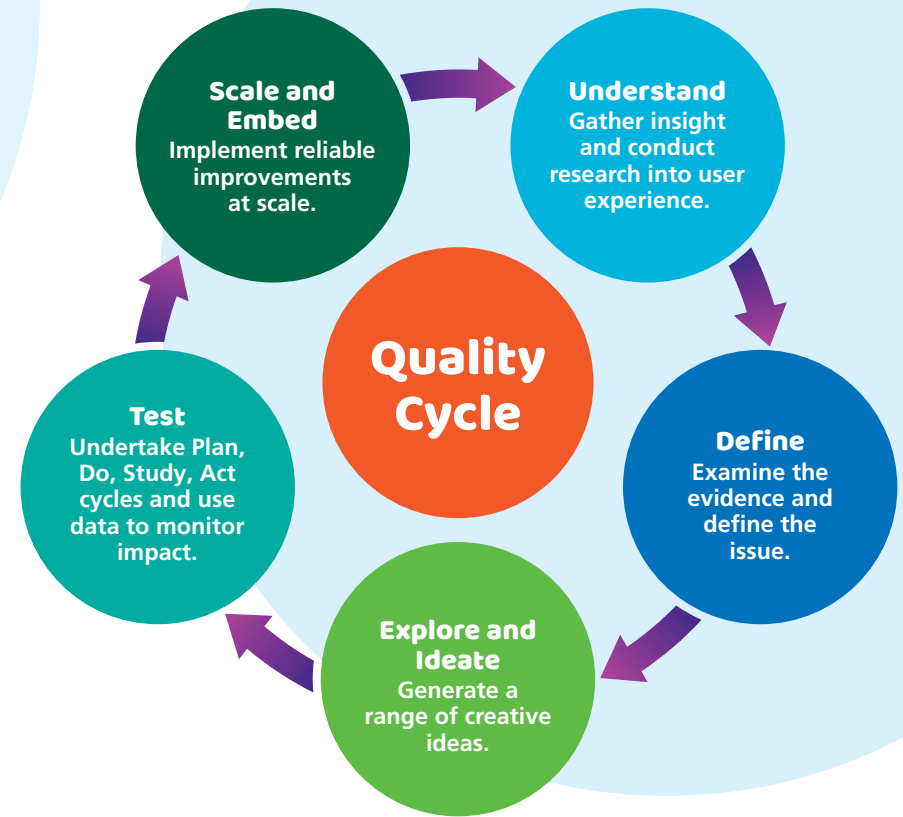 Quality
Cycle
Understand
Gather insight
and conduct
research into user
experience.
Define
Examine the
evidence and
define the
issue.
Explore and
Ideate
Generate a
range of creative
ideas.
Test
Undertake Plan,
Do, Study, Act
cycles and use
data to monitor
impact.
Scale and
Embed
Implement reliable
improvements
at scale.